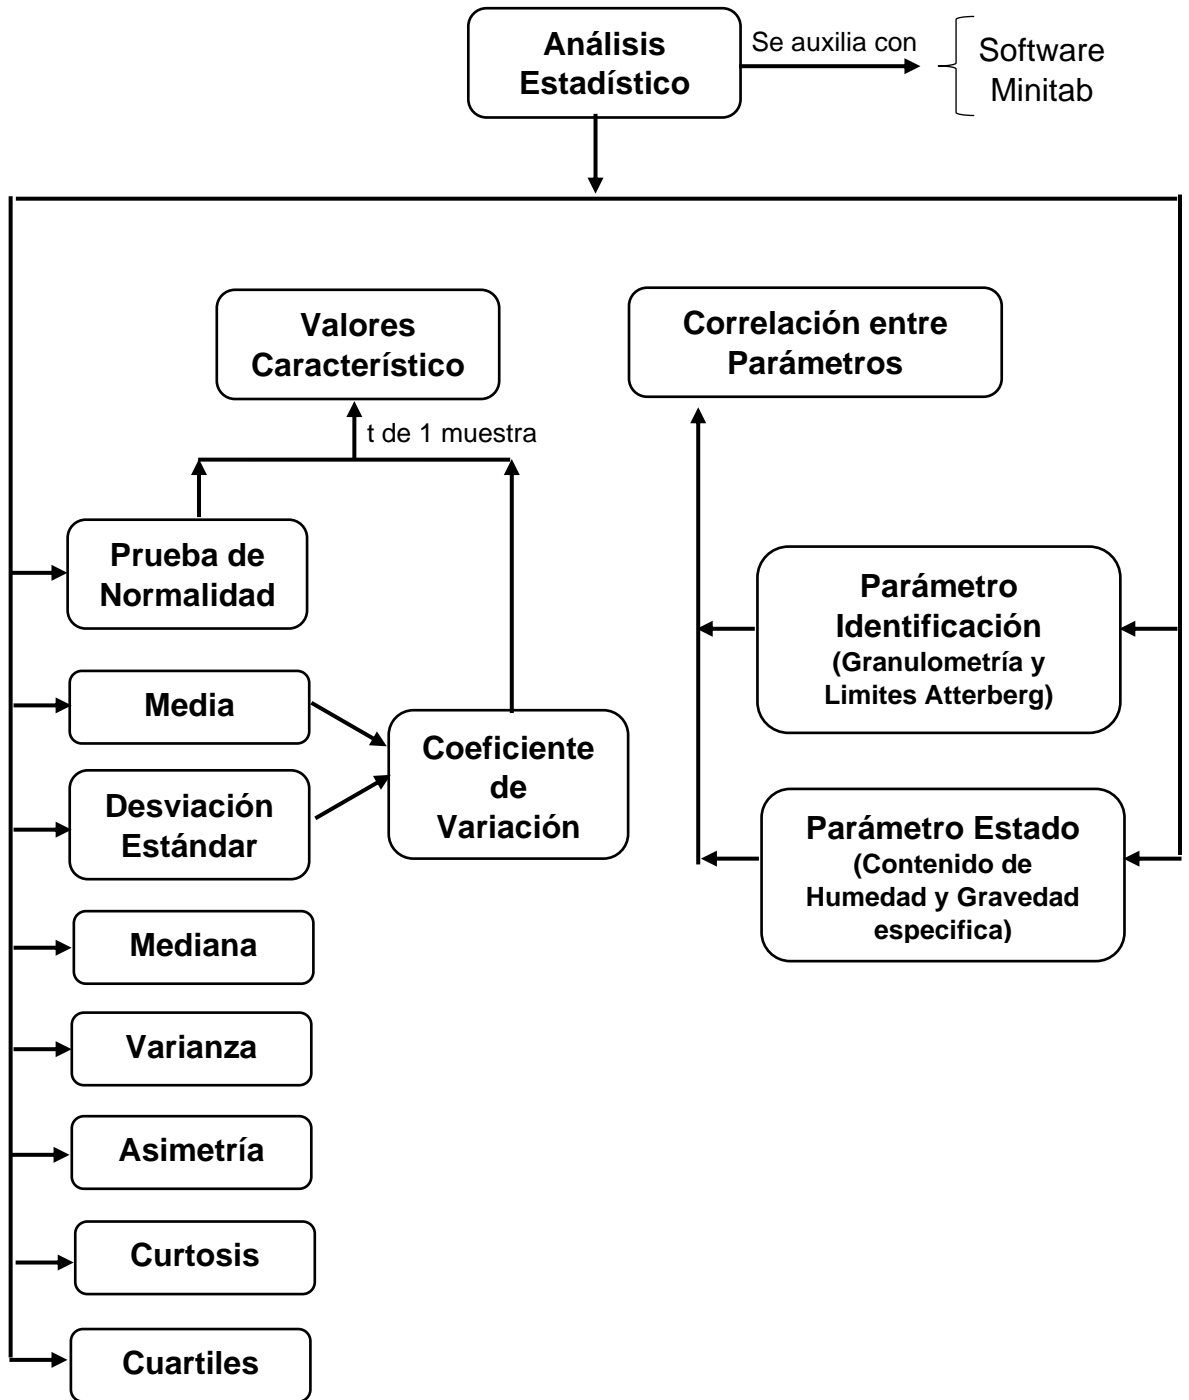 Análisis
Estadístico
Se auxilia con
Software
Minitab
Valores
Característico
Correlación entre
Parámetros
t de 1 muestra
Prueba de
Normalidad
Parámetro
Identificación
(Granulometría y
Limites Atterberg)
Media
Coeficiente
de
Variación
Desviación
Estándar
Parámetro Estado
(Contenido de
Humedad y Gravedad
especifica)
Mediana
Varianza
Asimetría
Curtosis
Cuartiles